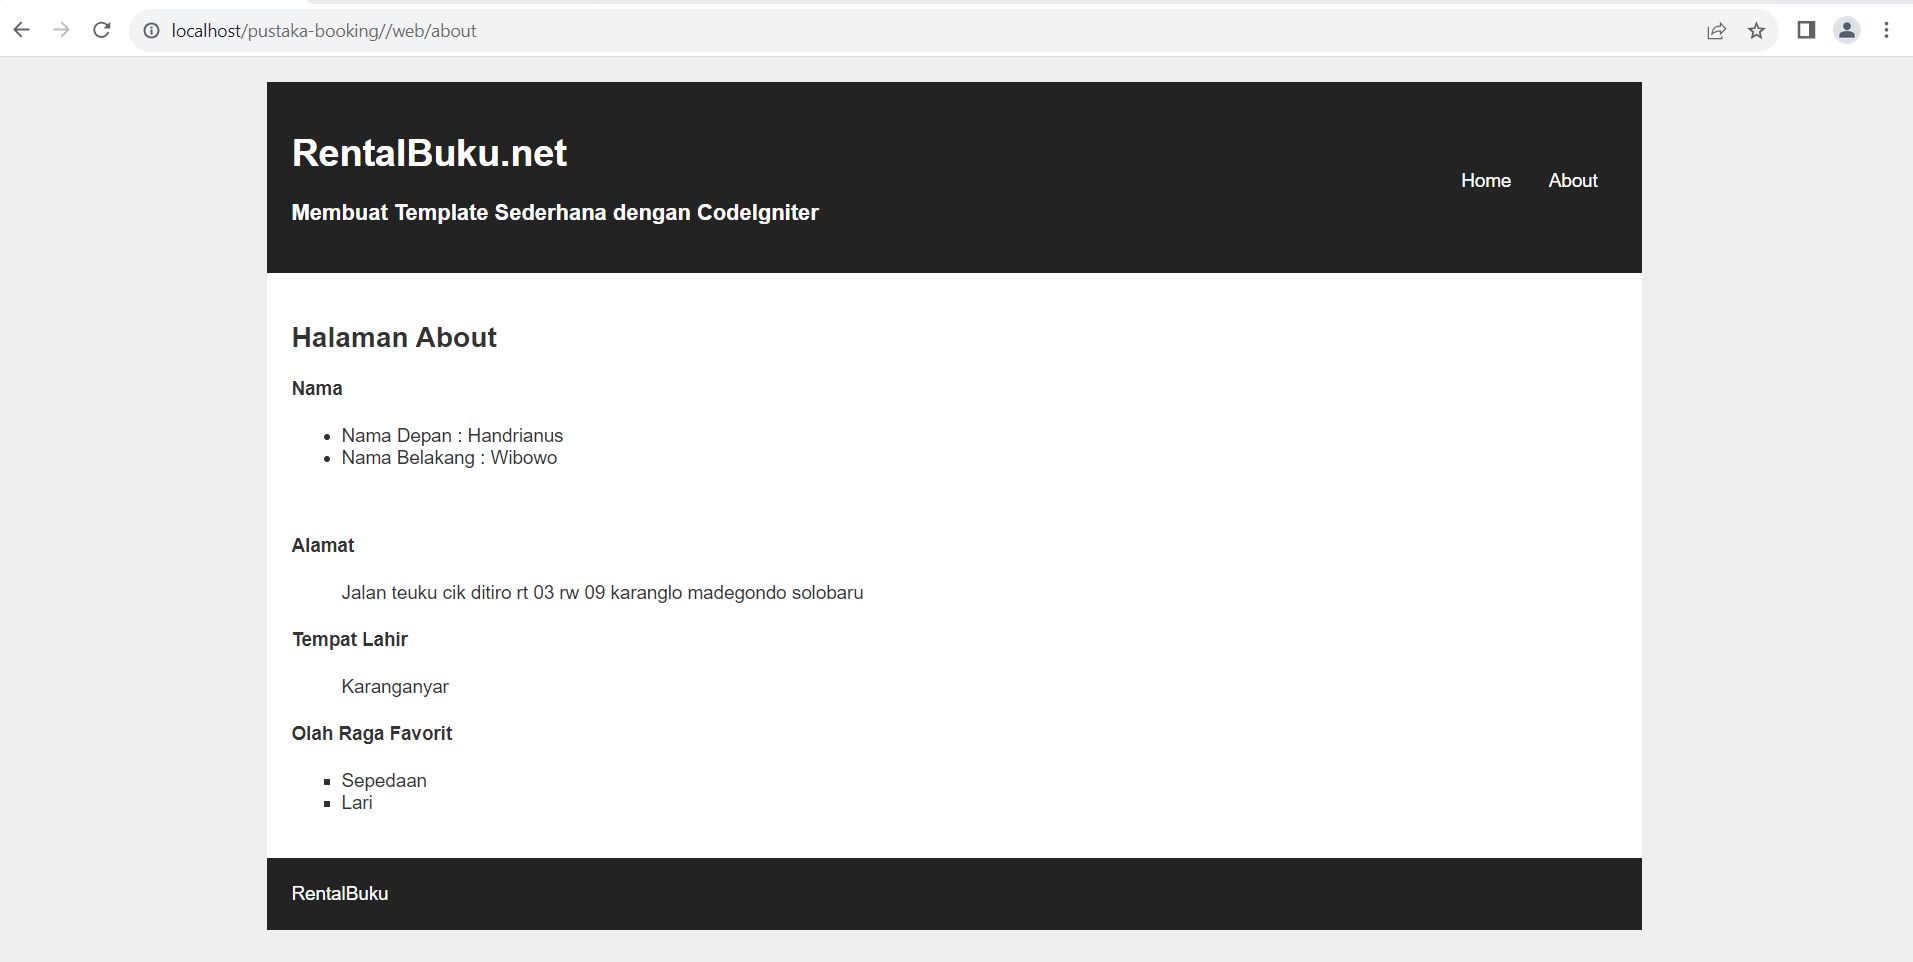 localhost/pustaka-booking//web/about
RentalBuku.net
Membuat Template Sederhana dengan CodeIgniter
Home About
Halaman About
Nama
Nama Depan : Handrianus
Nama Belakang : Wibowo
Alamat
Jalan teuku cik ditiro rt 03 rw 09 karanglo madegondo solobaru
Tempat Lahir
Karanganyar
Olah Raga Favorit
Sepedaan
Lari
RentalBuku